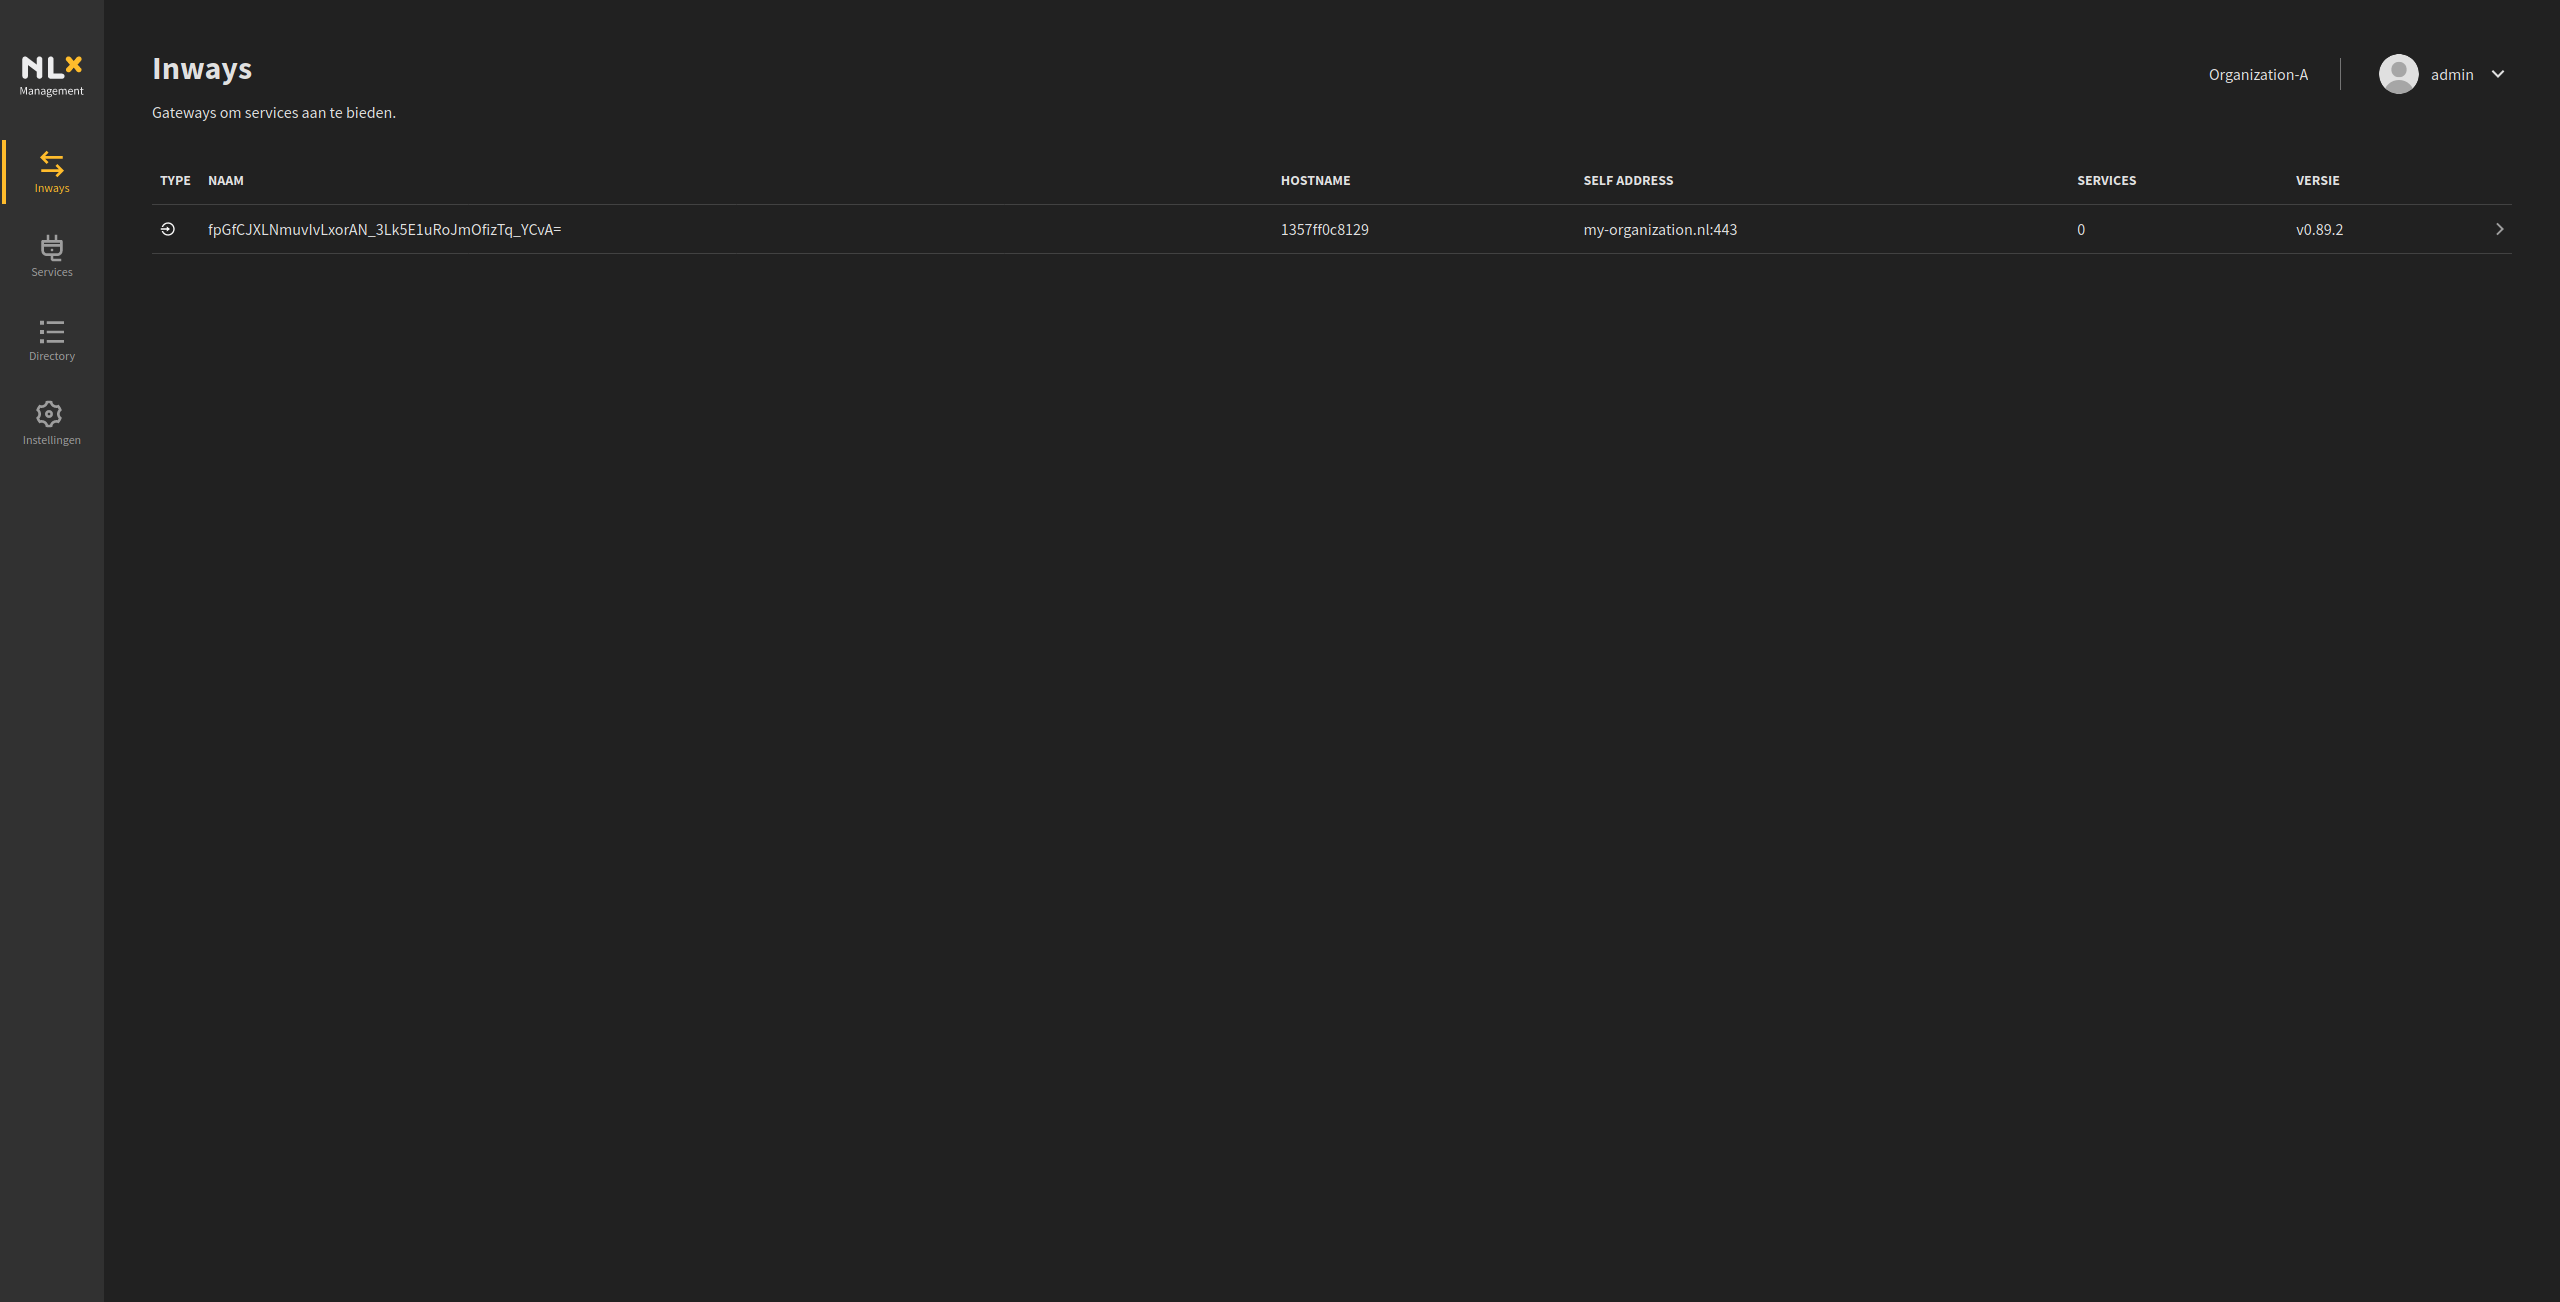 NLX
Management
Inways
Services
Directory
Instellingen
Inways
Gateways om services aan te bieden.
Organization-A
admin
TYPE NAAM HOSTNAME SELF ADDRESS SERVICES VERSIE
fpGfCJXLNmuvIvLxorAN_3Lk5E1uRoJmOfizTq_YCvA= 1357ff0c8129 my-organization.nl:443 0 v0.89.2